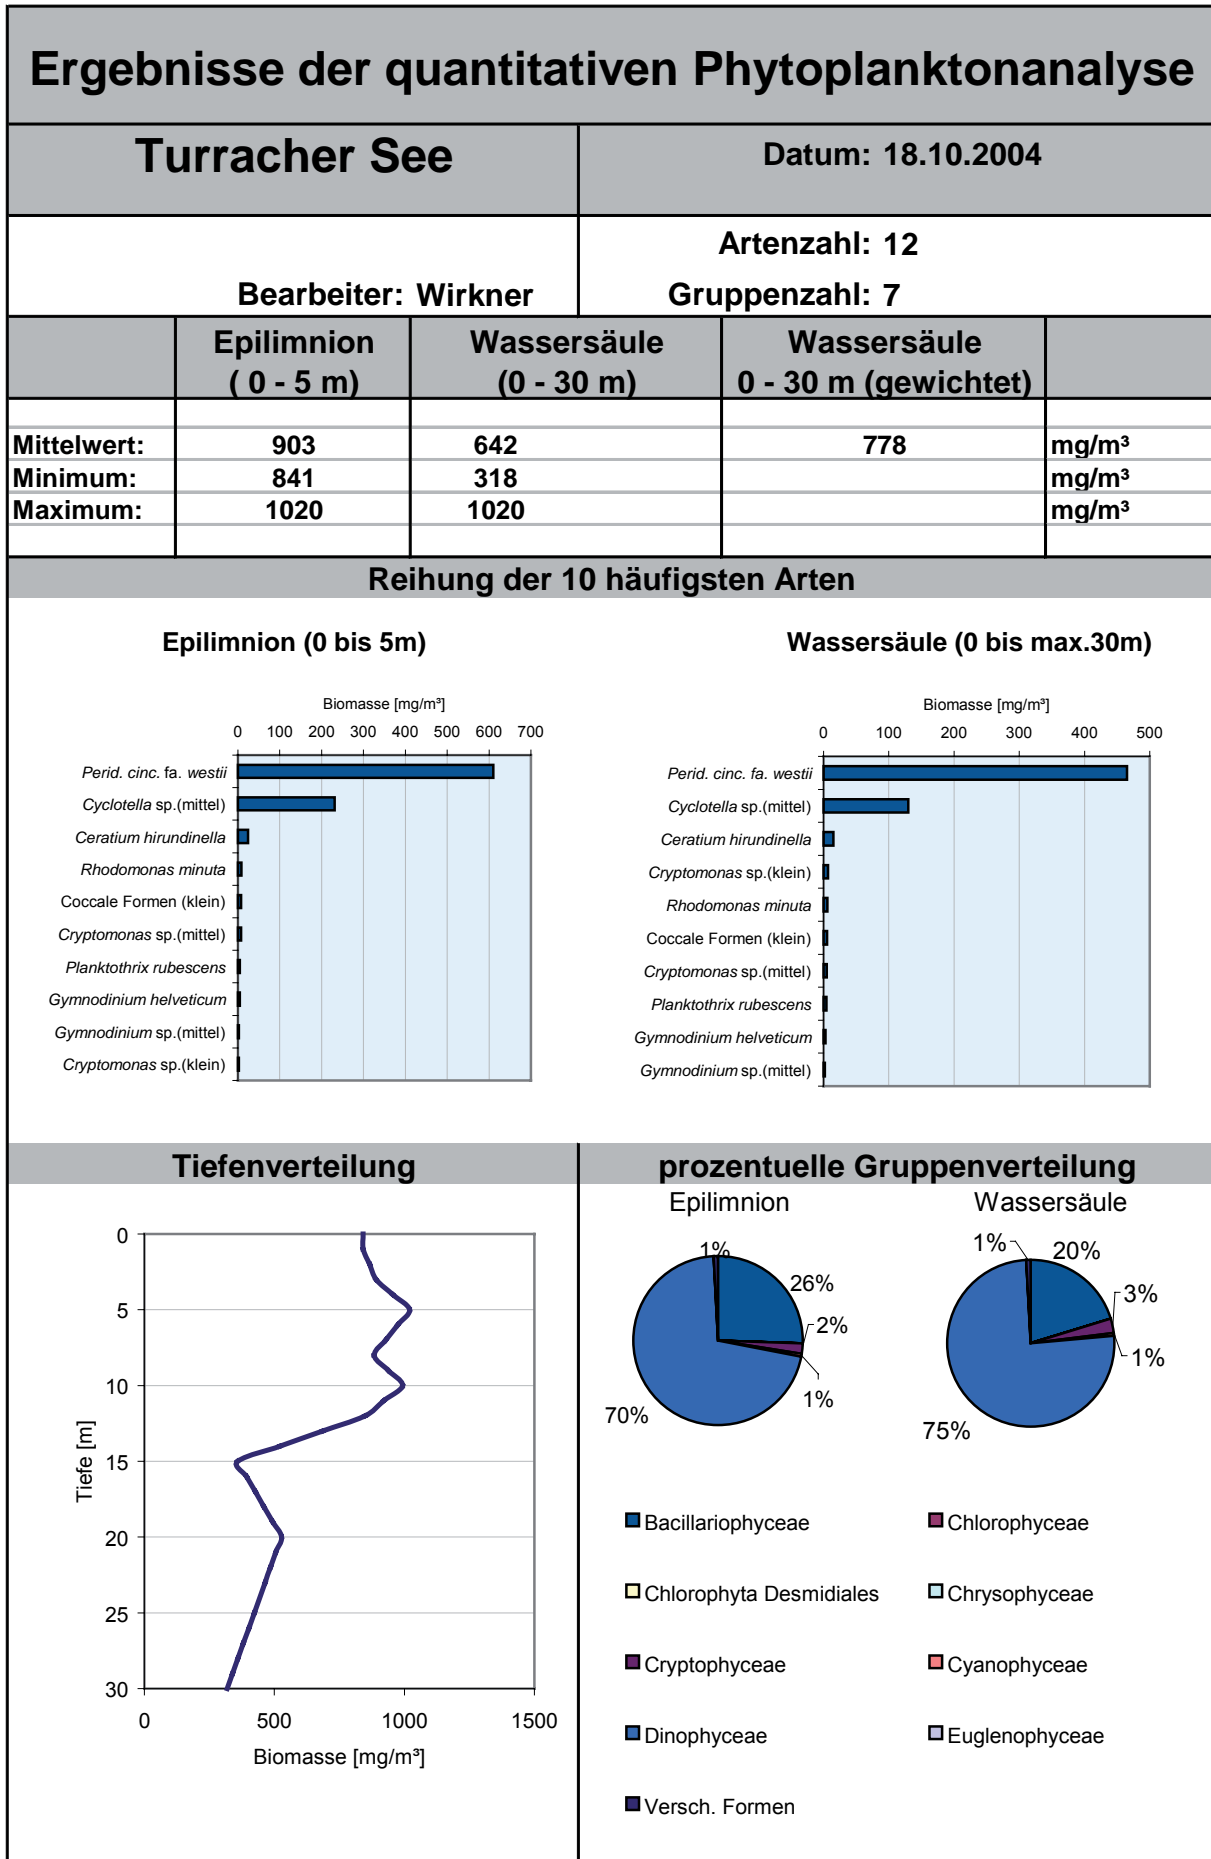 Ergebnisse der quantitativen Phytoplanktonanalyse
Turracher See
Datum: 18.10.2004
Artenzahl: 12
Bearbeiter: Wirkner
Gruppenzahl: 7
Epilimnion
( 0 - 5 m)
Wassersäule
(0 - 30 m)
Wassersäule
0 - 30 m (gewichtet)
Mittelwert: 903 642 778 mg/m³
Minimum: 841 318 mg/m³
Maximum: 1020 1020 mg/m³
Reihung der 10 häufigsten Arten
Epilimnion (0 bis 5m)
Biomasse [mg/m³]
0 100 200 300 400 500 600 700
Perid. cinc. fa. westii
Cyclotella sp.(mittel)
Ceratium hirundinella
Rhodomonas minuta
Coccale Formen (klein)
Cryptomonas sp.(mittel)
Planktothrix rubescens
Gymnodinium helveticum
Gymnodinium sp.(mittel)
Cryptomonas sp.(klein)
Wassersäule (0 bis max.30m)
Biomasse [mg/m³]
0 100 200 300 400 500
Perid. cinc. fa. westii
Cyclotella sp.(mittel)
Ceratium hirundinella
Cryptomonas sp.(klein)
Rhodomonas minuta
Coccale Formen (klein)
Cryptomonas sp.(mittel)
Planktothrix rubescens
Gymnodinium helveticum
Gymnodinium sp.(mittel)
Tiefenverteilung
0
5
10
15
20
25
30
Tiefe [m]
0 500 1000 1500
Biomasse [mg/m³]
prozentuelle Gruppenverteilung
Epilimnion
1%
26%
2%
1%
70%
Wassersäule
1%
20%
3%
1%
75%
Bacillariophyceae
Chlorophyceae
Chlorophyta Desmidiales
Chrysophyceae
Cryptophyceae
Cyanophyceae
Dinophyceae
Euglenophyceae
Versch. Formen